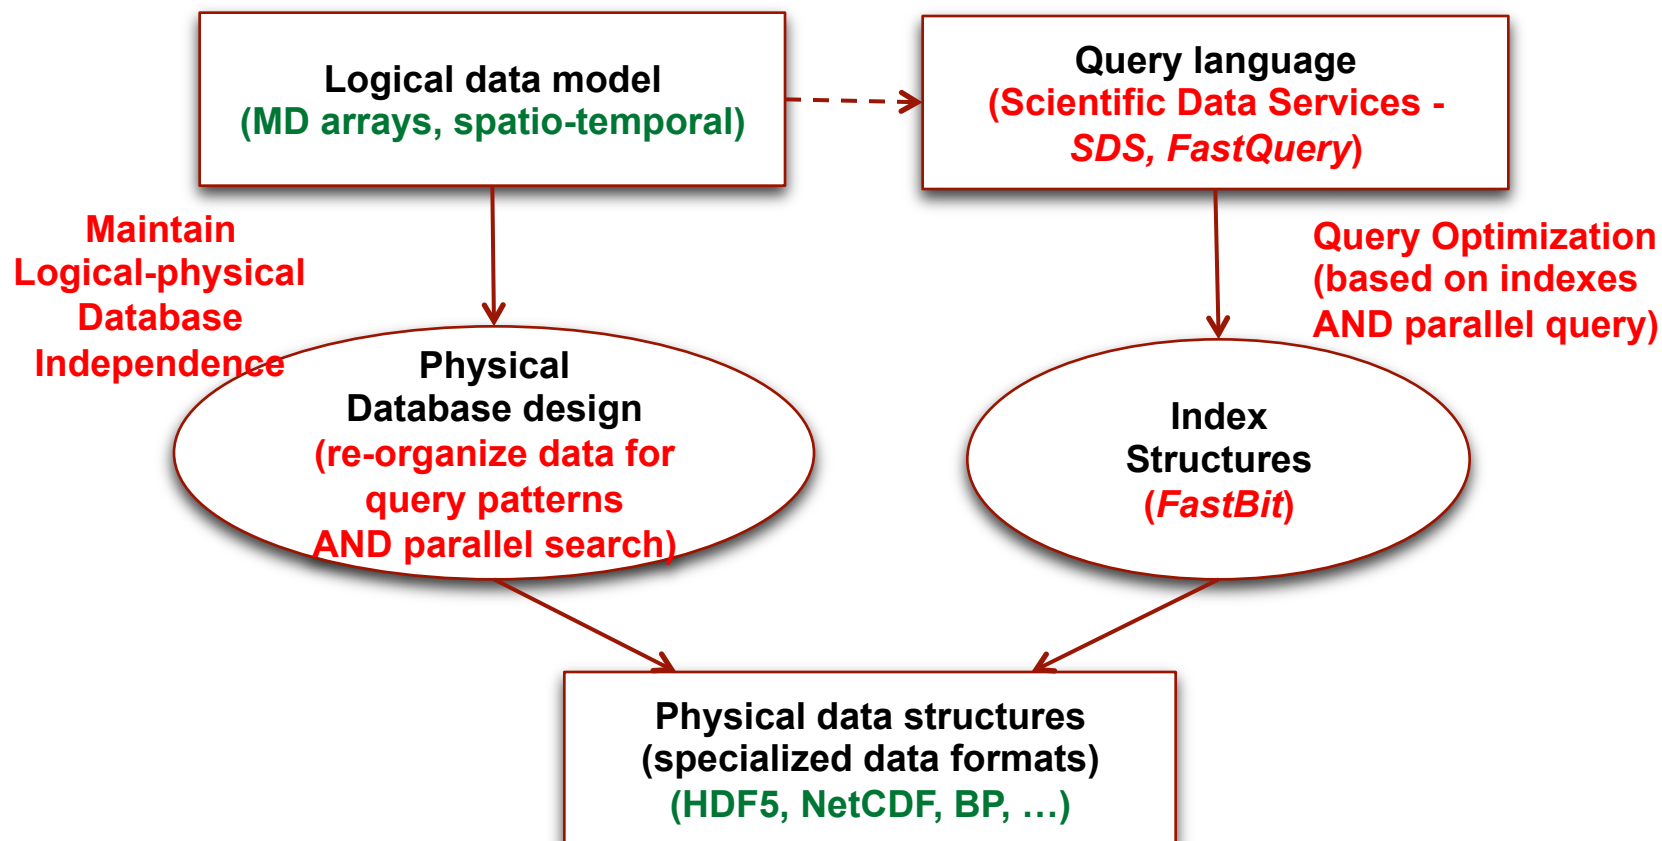 Logical data model
(MD arrays, spatio-temporal)
Query language
(Scientific Data Services -
SDS, FastQuery)
Maintain
Logical-physical
Database
Independence
Query Optimization
(based on indexes
AND parallel query)
Physical
Database design
(re-organize data for
query patterns
AND parallel search)
Index
Structures
(FastBit)
Physical data structures
(specialized data formats)
(HDF5, NetCDF, BP, …)